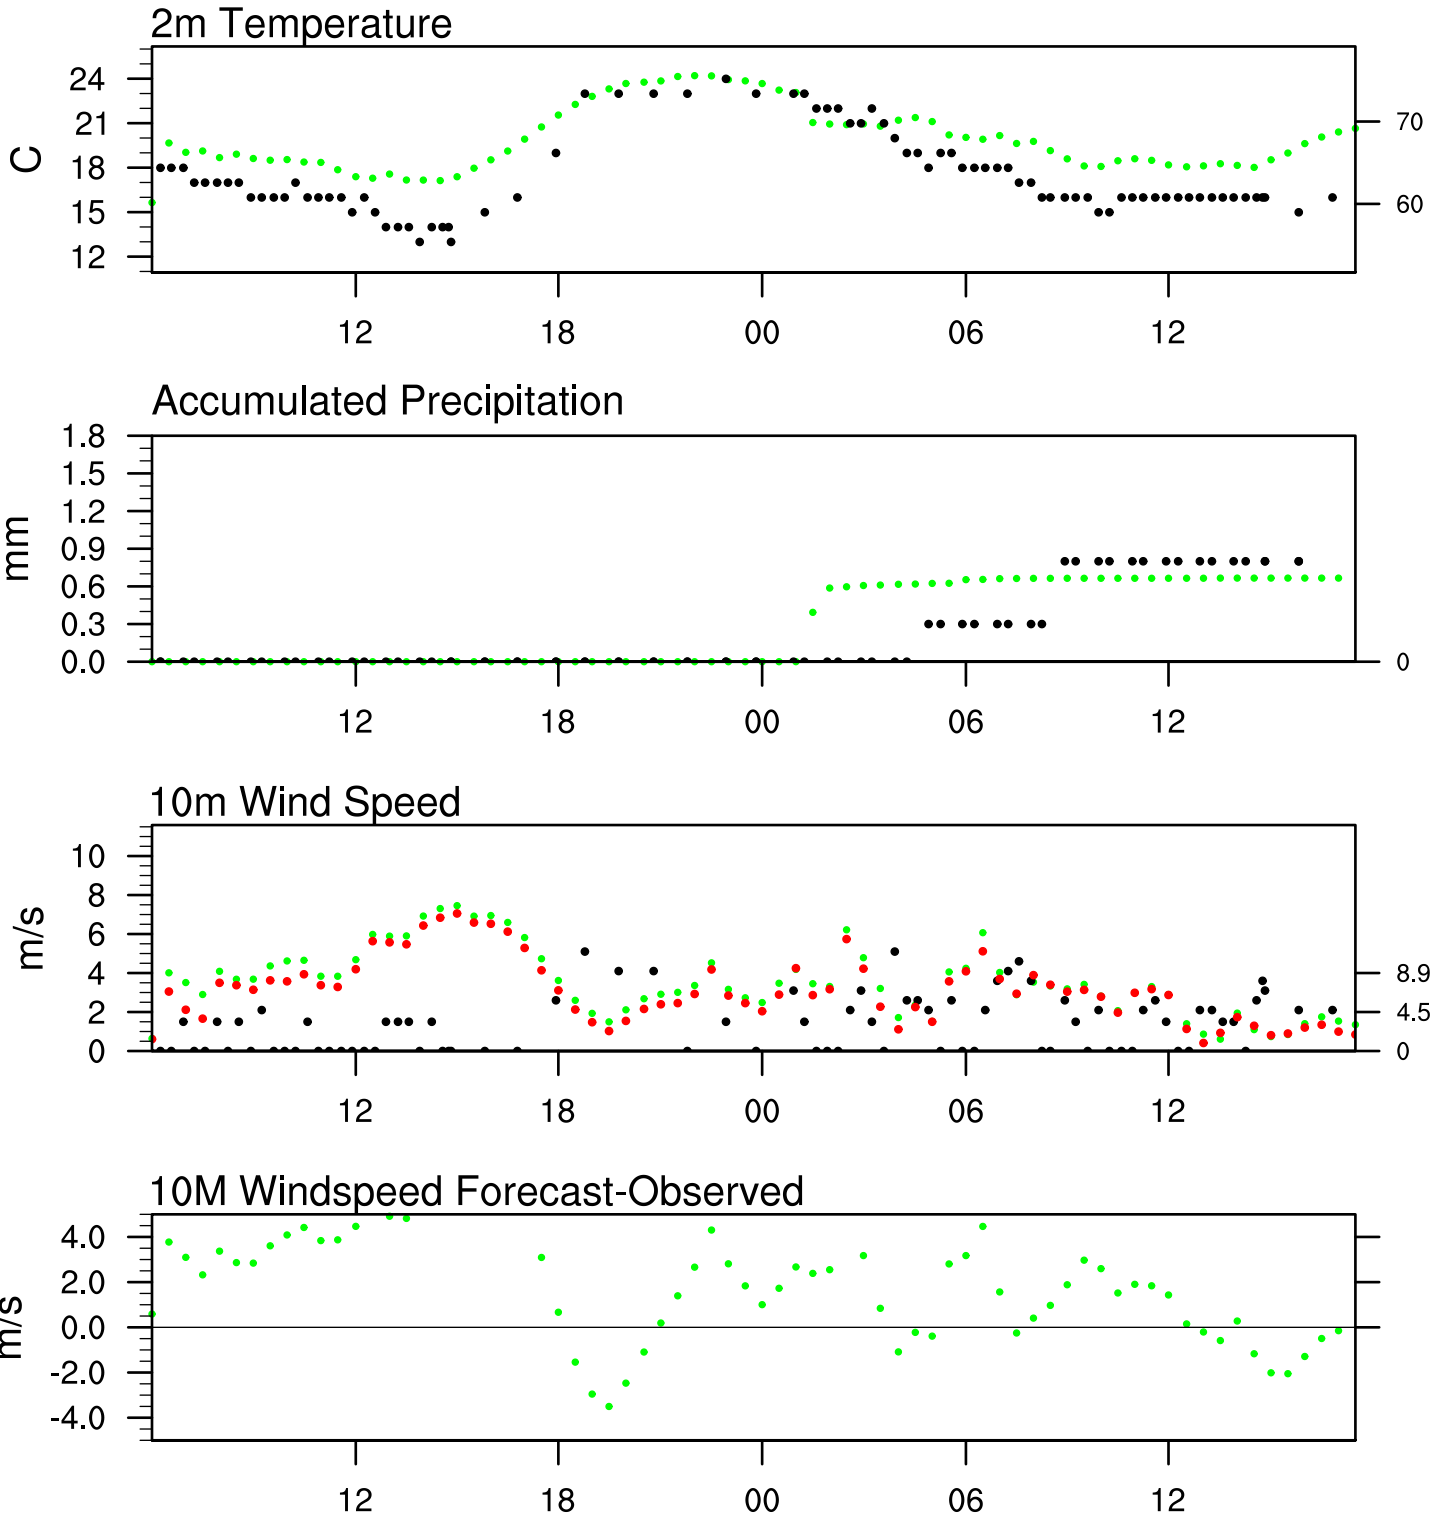 2m Temperature
24
21
18
15
12
C
70
60
12 18 00 06 12
Accumulated Precipitation
1.8
1.5
1.2
0.9
0.6
0.3
0.0
mm
0
12 18 00 06 12
10m Wind Speed
10
8
6
4
2
0
m/s
8.9
4.5
0
12 18 00 06 12
10M Windspeed Forecast-Observed
4.0
2.0
0.0
-2.0
-4.0
m/s
12 18 00 06 12